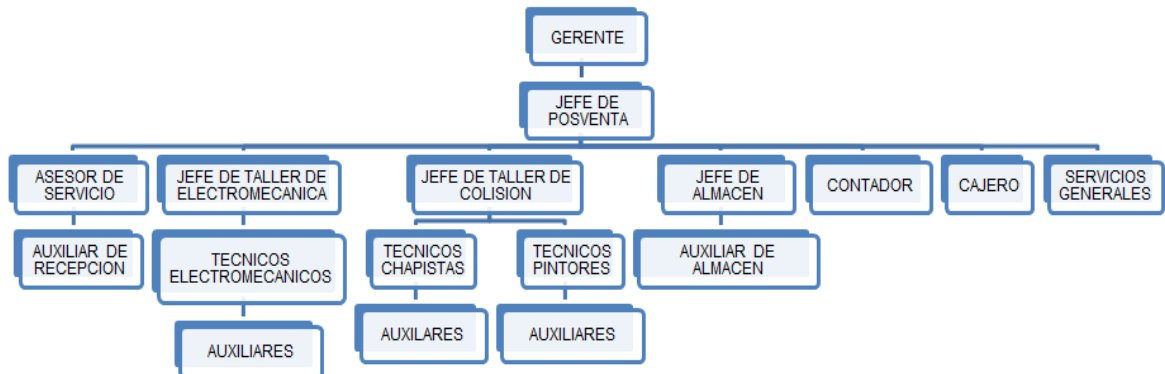 GERENTE
JEFE DE
POSVENTA
ASESOR DE
SERVICIO
JEFE DE TALLER DE
ELECTROMECANICA
JEFE DE TALLER DE
COLISION
JEFE DE
ALMACEN
CONTADOR
CAJERO
SERVICIOS
GENERALES
AUXILIAR DE
RECEPCION
TECNICOS
ELECTROMECANICOS
TECNICOS
CHAPISTAS
TECNICOS
PINTORES
AUXILIAR DE
ALMACEN
AUXILIARES
AUXILARES
AUXILIARES